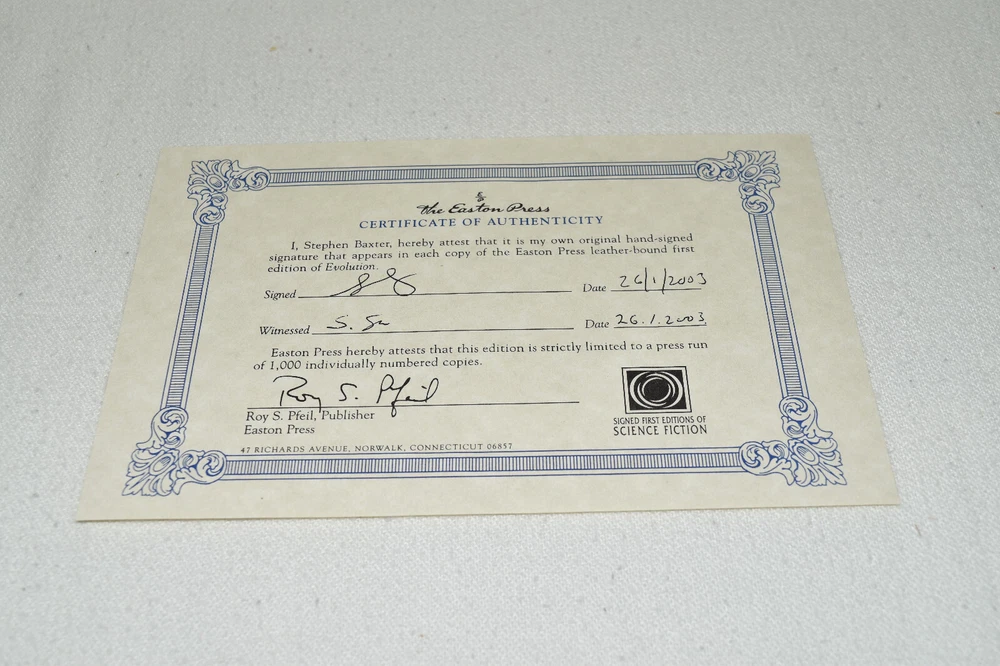 the Easton Press
CERTIFICATE OF AUTHENTICITY
I, Stephen Baxter, hereby attest that it is my own original hand-signed
signature that appears in each copy of the Easton Press leather-bound first
edition of Evolution.
Signed Date 26/1/2003
Witnessed Date 26.1.2003
Easton Press hereby attests that this edition is strictly limited to a press run
of 1,000 individually numbered copies.
Roy S. Pfeil
Roy S. Pfeil, Publisher
Easton Press
47 RICHARDS AVENUE, NORWALK, CONNECTICUT 06857
SIGNED FIRST EDITIONS OF
SCIENCE FICTION